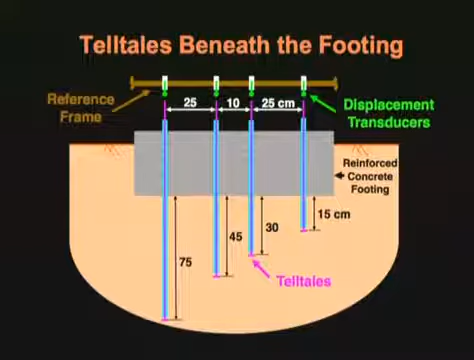 Telltales Beneath the Footing
Reference
Frame
25
10
25 cm
Displacement
Transducers
Reinforced
Concrete
Footing
15 cm
30
45
75
Telltales